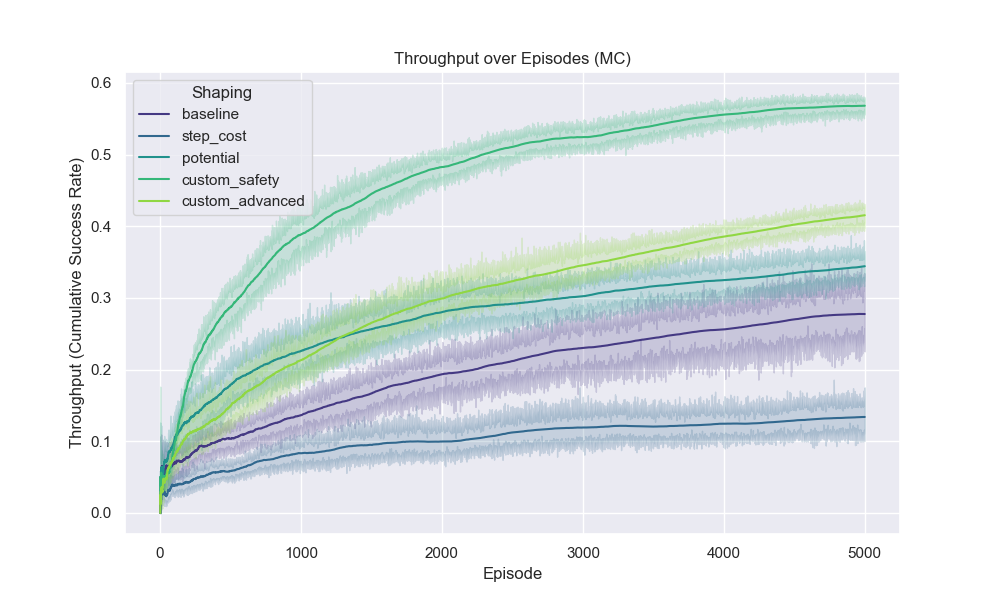 Throughput over Episodes (MC)
Shaping
baseline
step_cost
potential
custom_safety
custom_advanced
Throughput (Cumulative Success Rate)
0.6
0.5
0.4
0.3
0.2
0.1
0.0
0
1000
2000
3000
4000
5000
Episode